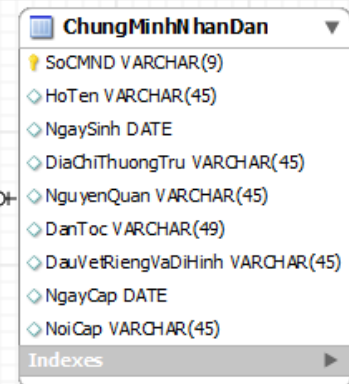 ChungMinhNhanDan
SoCMND VARCHAR(9)
HoTen VARCHAR(45)
NgaySinh DATE
DiaChiThuongTru VARCHAR(45)
NguyenQuan VARCHAR(45)
DanToc VARCHAR(49)
DauVetRiengVaDiHinh VARCHAR(45)
NgayCap DATE
NoiCap VARCHAR(45)
Indexes